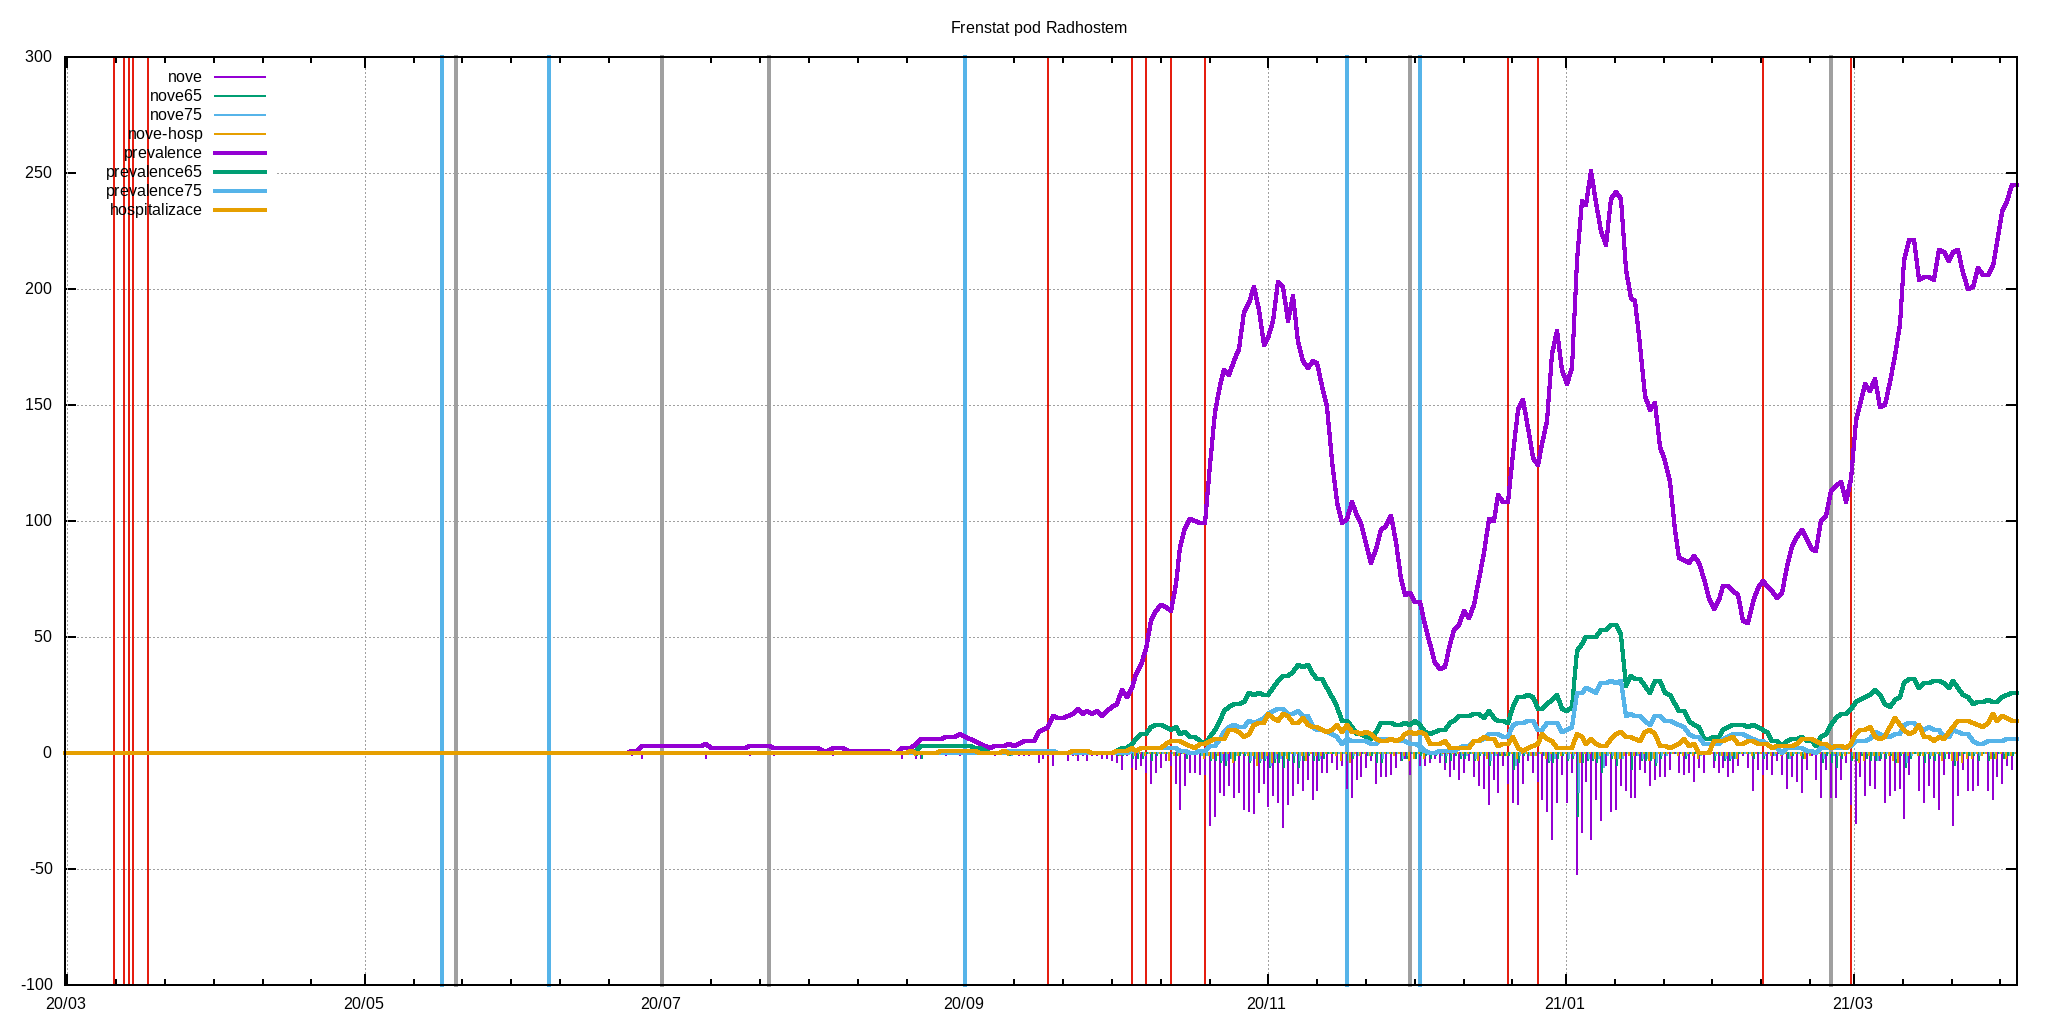 Frenstat pod Radhostem
300
250
200
150
100
50
0
-50
-100
nove
nove65
nove75
nove-hosp
prevalence
prevalence65
prevalence75
hospitalizace
20/03 20/05 20/07 20/09 20/11 21/01 21/03